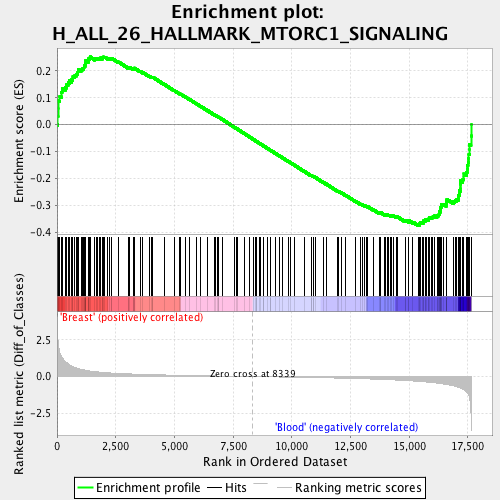 Enrichment plot:
H_ALL_26_HALLMARK_MTORC1_SIGNALING
Enrichment score (ES)
0.2
0.1
0.0
-0.1
-0.2
-0.3
-0.4
'Breast' (positively correlated)
Ranked list metric (Diff_of_Classes)
2.5
0.0
-2.5
Zero cross at 8339
'Blood' (negatively correlated)
0
2,500
5,000
7,500
10,000
12,500
15,000
17,500
Rank in Ordered Dataset
Enrichment profile
Hits
Ranking metric scores